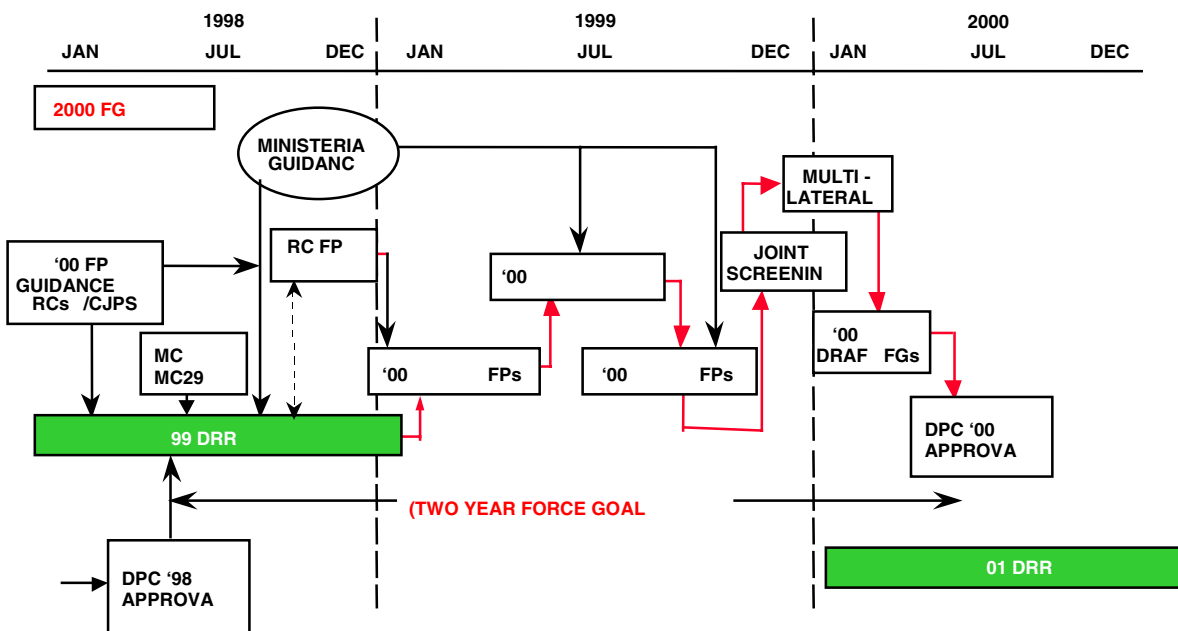 1998 1999 2000
JAN JUL DEC JAN JUL DEC JAN JUL DEC
2000 FG
MINISTERIA
GUIDANC
MULTI -
LATERAL
RC FP
JOINT
SCREENIN
‘00 FP
GUIDANCE
RCs /CJPS
‘00
‘00
DRAF FGs
MC
MC29
‘00 FPs
‘00 FPs
99 DRR
DPC ‘00
APPROVA
(TWO YEAR FORCE GOAL
DPC ‘98
APPROVA
01 DRR